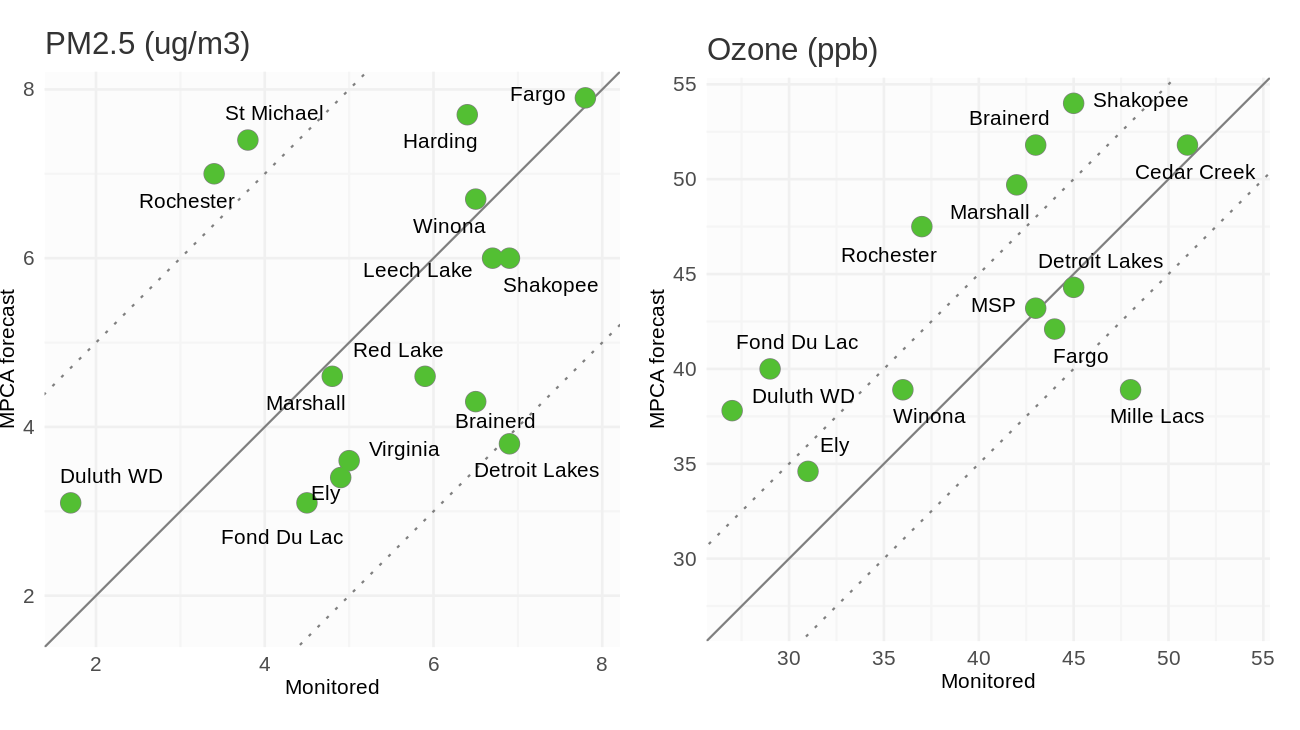 PM2.5 (ug/m3)
8
6
4
2
MPCA forecast
St Michael
Rochester
Fargo
Harding
Winona
Leech Lake
Shakopee
Red Lake
Marshall
Brainerd
Virginia
Detroit Lakes
Duluth WD
Ely
Fond Du Lac
2
4
6
8
Monitored
Ozone (ppb)
55
50
45
40
35
30
MPCA forecast
Shakopee
Brainerd
Cedar Creek
Marshall
Rochester
Detroit Lakes
MSP
Fond Du Lac
Fargo
Duluth WD
Winona
Mille Lacs
Ely
30
35
40
45
50
55
Monitored